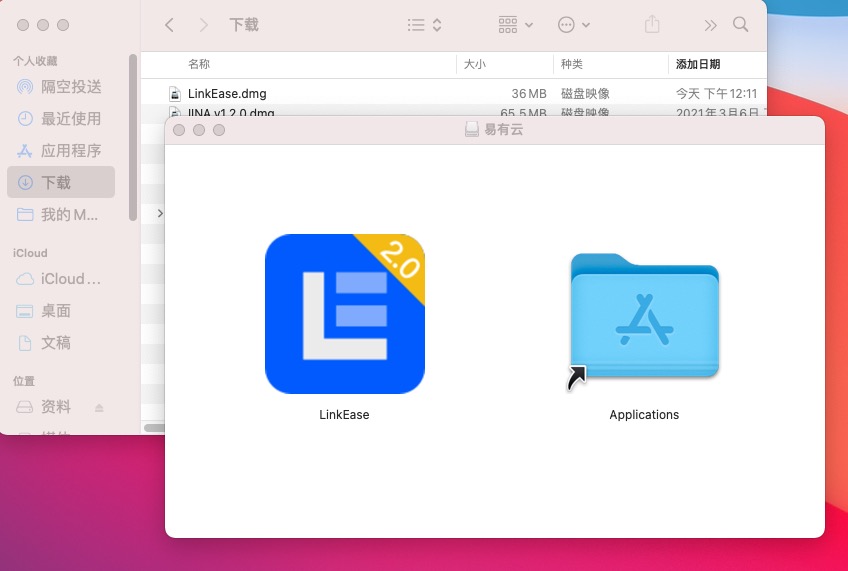 下载
个人收藏
隔空投送
最近使用
应用程序
下载
我的 M...
iCloud
iCloud...
桌面
文稿
位置
资料
名称 大小 种类 添加日期
LinkEase.dmg 36 MB 磁盘映像 今天 下午 12:11
IINA.v1.2.0.dmg 65.5 MB 磁盘映像 2021年3月6日
易有云
2.0
LE
LinkEase
Applications